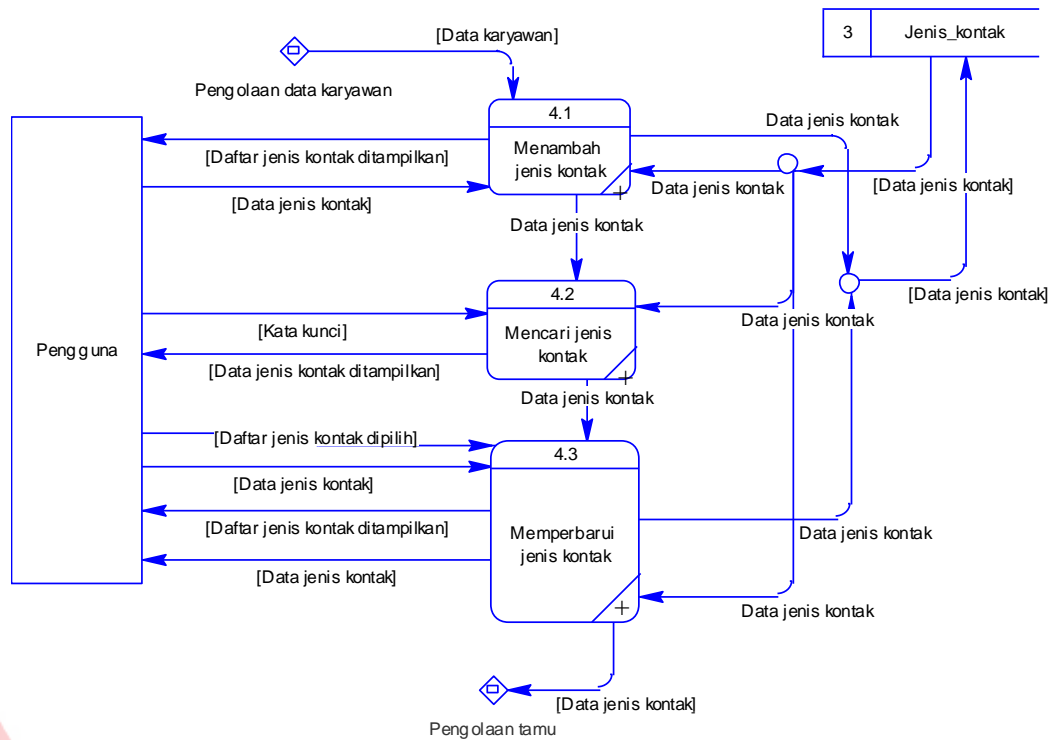 [Data karyawan]
3
Jenis_kontak
Pengolaan data karyawan
4.1
Menambah
jenis kontak
Data jenis kontak
[Daftar jenis kontak ditampilkan]
Data jenis kontak
[Data jenis kontak]
[Data jenis kontak]
Data jenis kontak
4.2
Mencari jenis
kontak
[Data jenis kontak]
Data jenis kontak
[Kata kunci]
Pengguna
[Data jenis kontak ditampilkan]
Data jenis kontak
[Daftar jenis kontak dipilih]
4.3
Memperbarui
jenis kontak
[Data jenis kontak]
[Daftar jenis kontak ditampilkan]
Data jenis kontak
[Data jenis kontak]
Data jenis kontak
[Data jenis kontak]
Pengolaan tamu